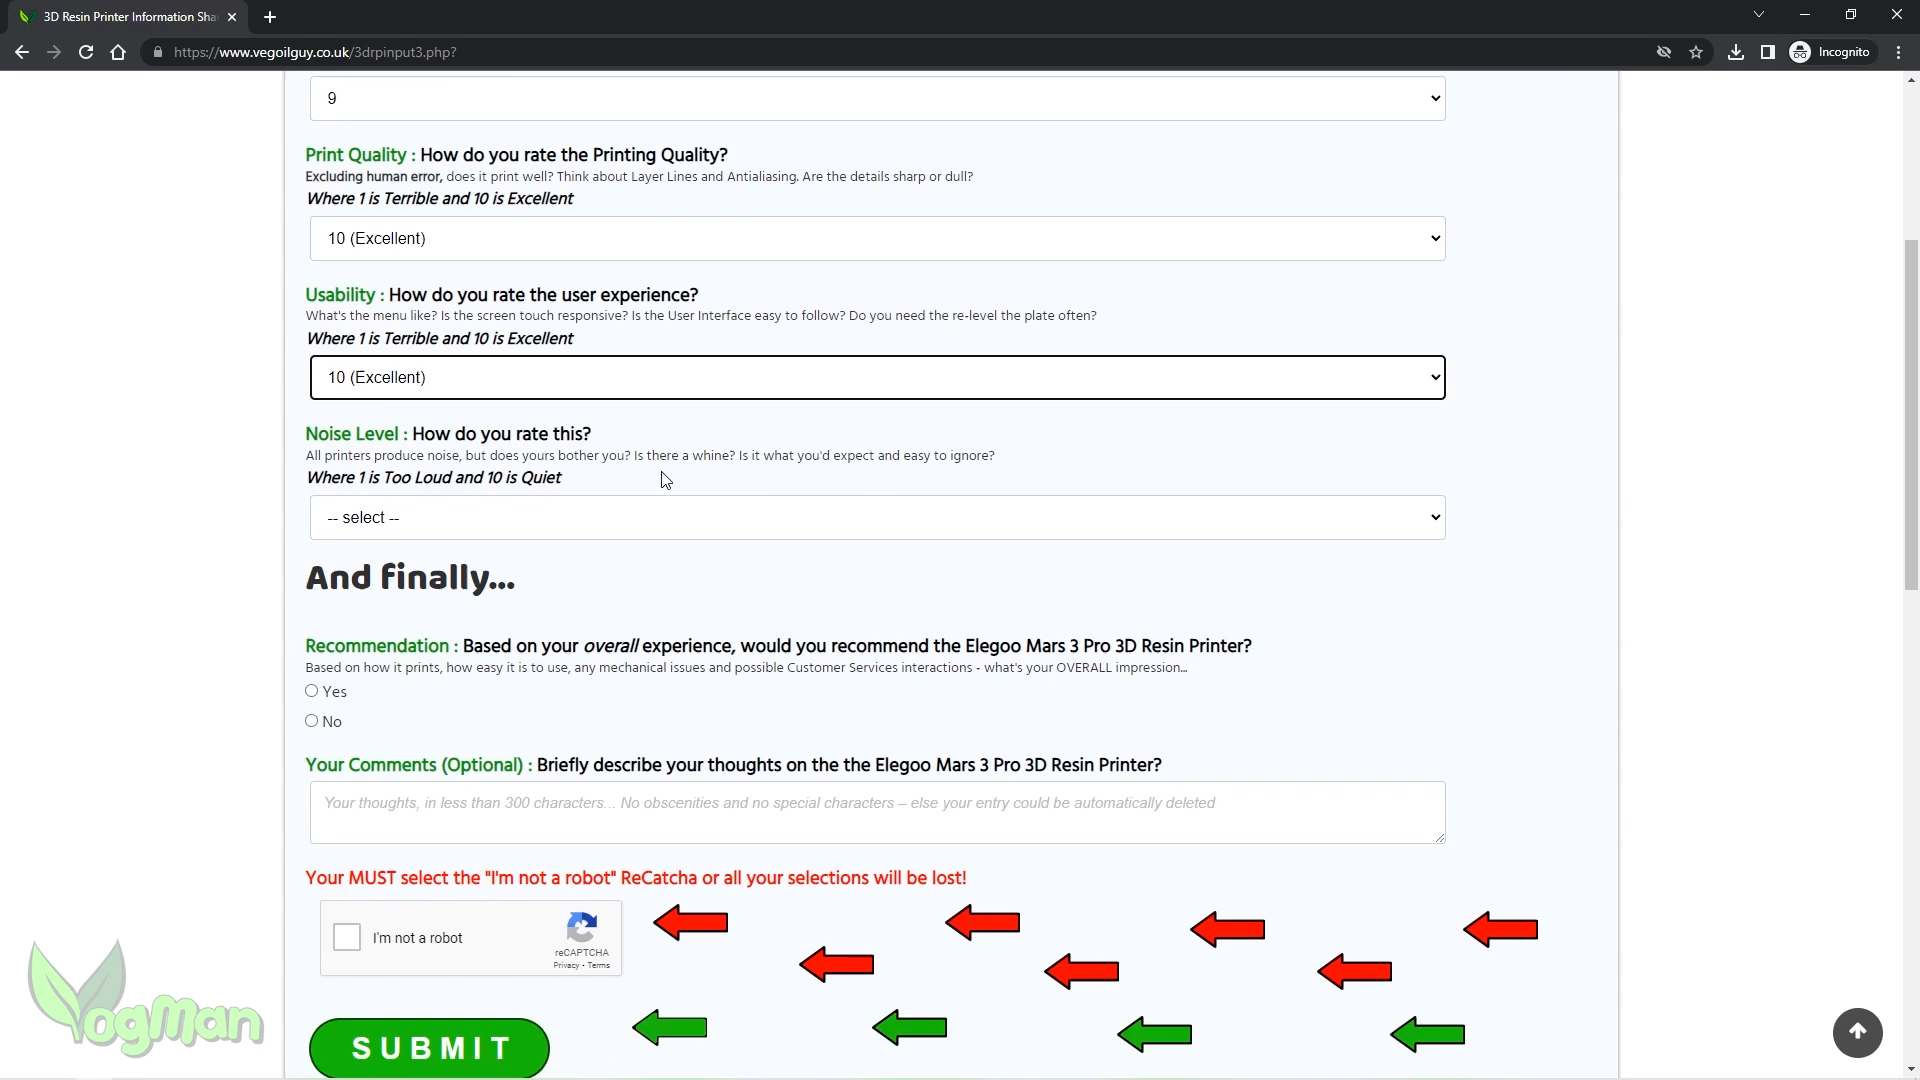 3D Resin Printer Information Sha
https://www.vegoilguy.co.uk/3drpinput3.php?
Incognito
9
Print Quality : How do you rate the Printing Quality?
Excluding human error, does it print well? Think about Layer Lines and Antialiasing. Are the details sharp or dull?
Where 1 is Terrible and 10 is Excellent
10 (Excellent)
Usability : How do you rate the user experience?
What's the menu like? Is the screen touch responsive? Is the User Interface easy to follow? Do you need the re-level the plate often?
Where 1 is Terrible and 10 is Excellent
10 (Excellent)
Noise Level : How do you rate this?
All printers produce noise, but does yours bother you? Is there a whine? Is it what you'd expect and easy to ignore?
Where 1 is Too Loud and 10 is Quiet
-- select --
And finally...
Recommendation : Based on your overall experience, would you recommend the Elegoo Mars 3 Pro 3D Resin Printer?
Based on how it prints, how easy it is to use, any mechanical issues and possible Customer Services interactions - what's your OVERALL impression...
Yes
No
Your Comments (Optional) : Briefly describe your thoughts on the the Elegoo Mars 3 Pro 3D Resin Printer?
Your thoughts, in less than 300 characters... No obscenities and no special characters – else your entry could be automatically deleted
Your MUST select the "I'm not a robot" ReCatcha or all your selections will be lost!
I'm not a robot
reCAPTCHA
Privacy - Terms
VogMan
SUBMIT